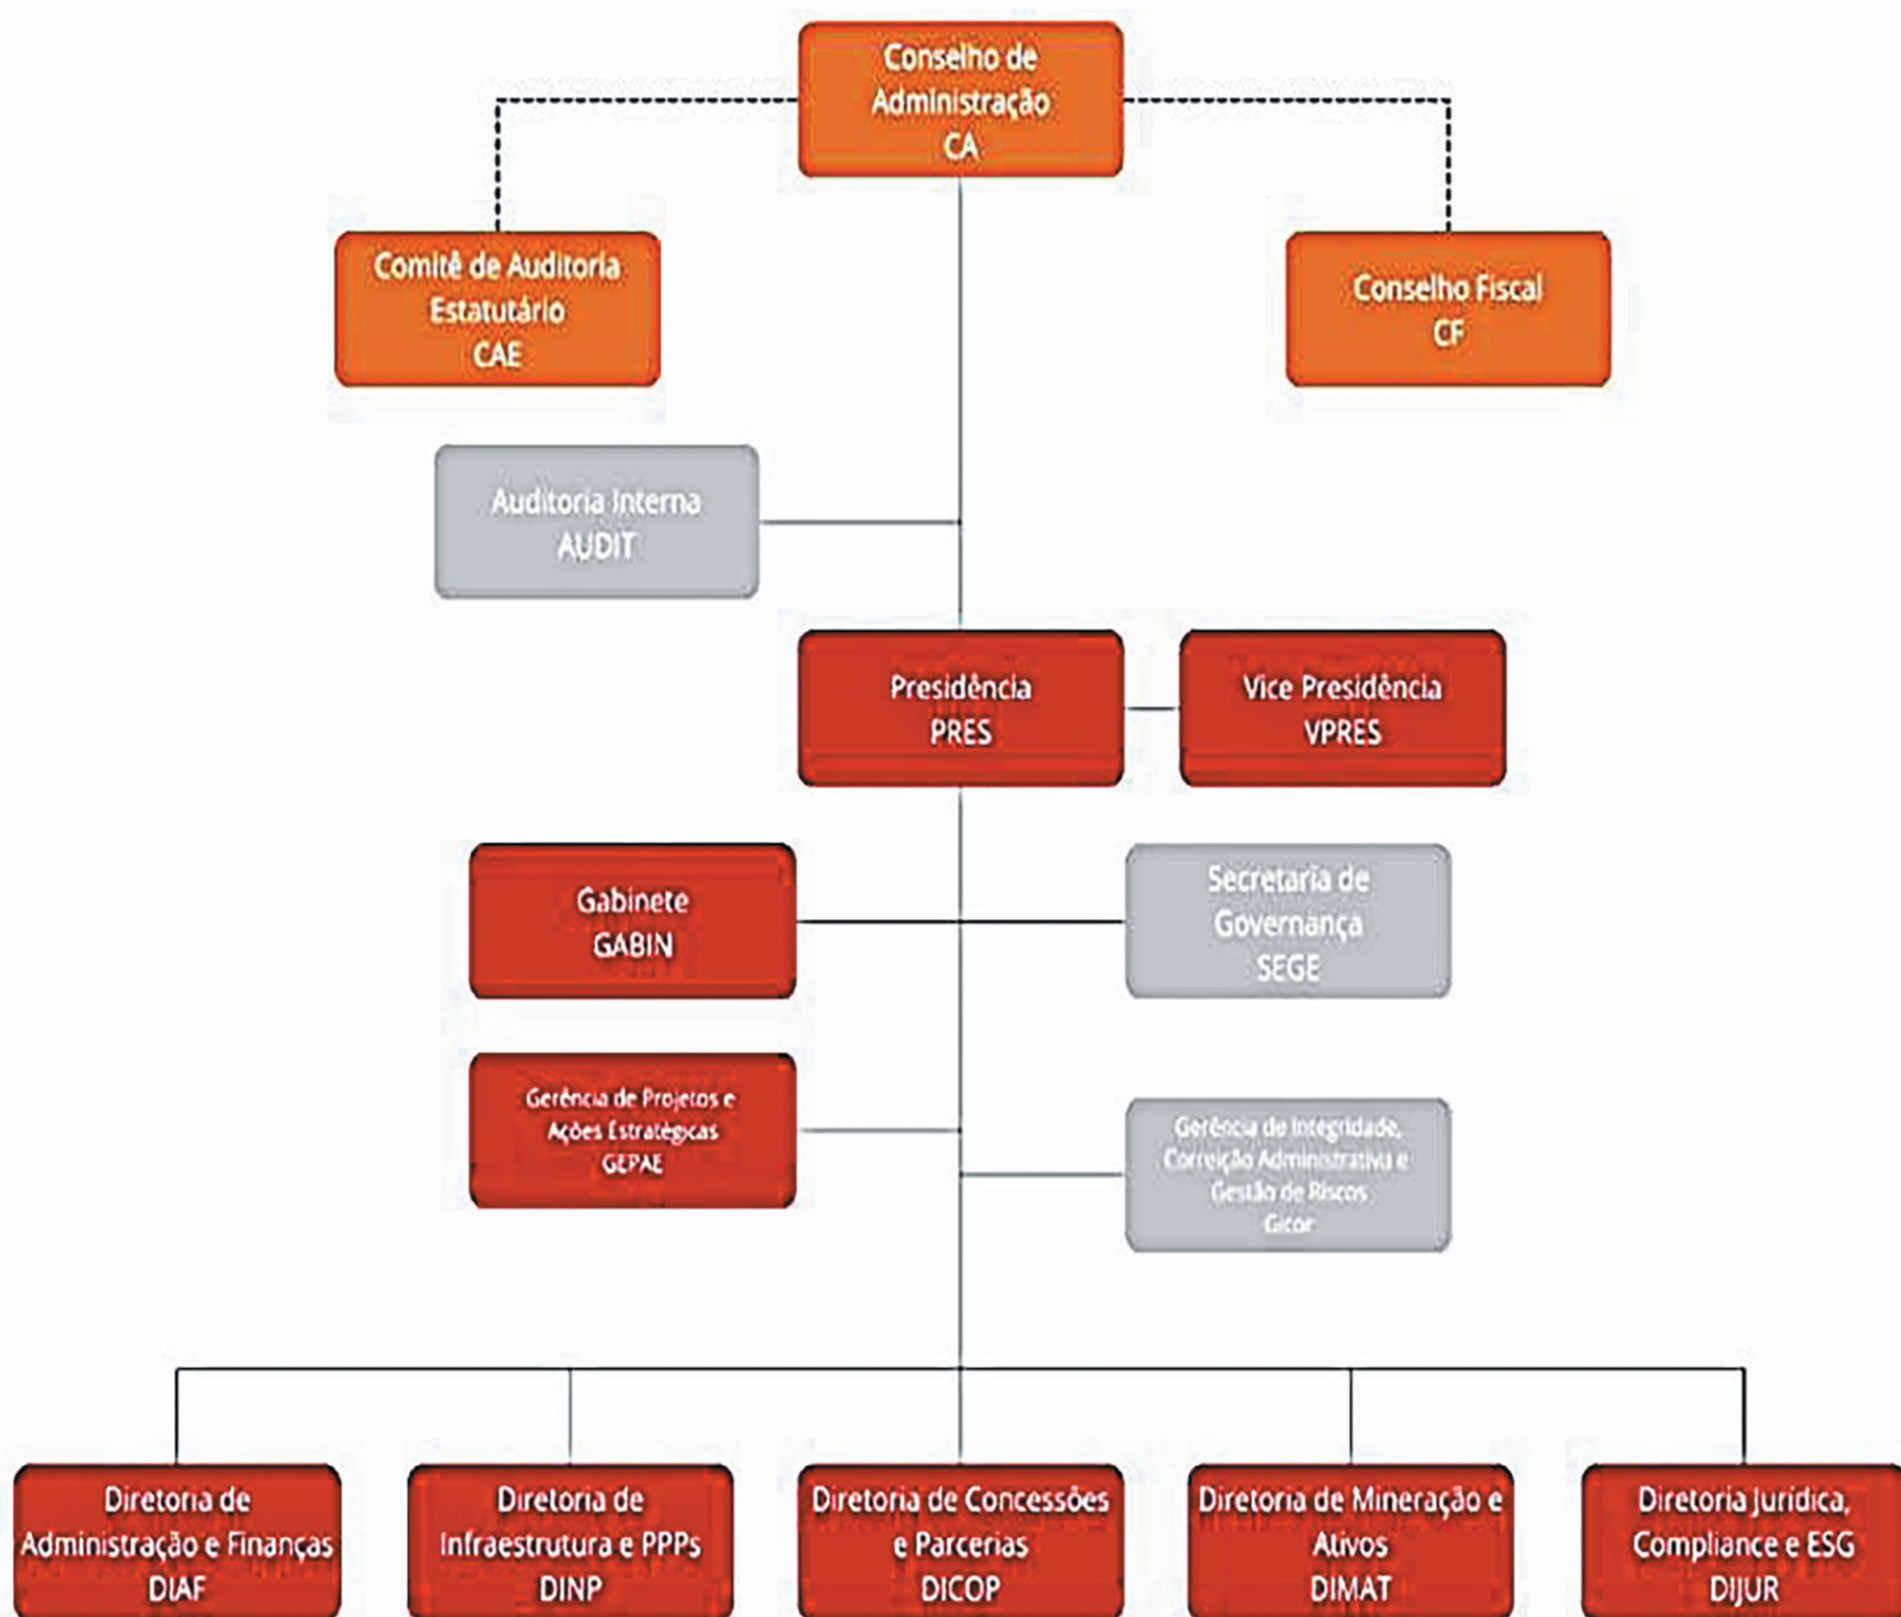 Conselho de
Administração
CA
Comitê de Auditoria
Estatutário
CAE
Conselho Fiscal
CF
Auditoria Interna
AUDIT
Presidência
PRES
Vice Presidência
VPRES
Gabinete
GABIN
Secretaria de
Governança
SEGE
Gerência de Projetos e
Ações Estratégicas
GEPAE
Gerência de Integridade,
Correição Administrativa e
Gestão de Riscos
Gicor
Diretoria de
Administração e Finanças
DIAF
Diretoria de
Infraestrutura e PPPs
DINP
Diretoria de Concessões
e Parcerias
DICOP
Diretoria de Mineração e
Ativos
DIMAT
Diretoria Jurídica,
Compliance e ESG
DIJUR